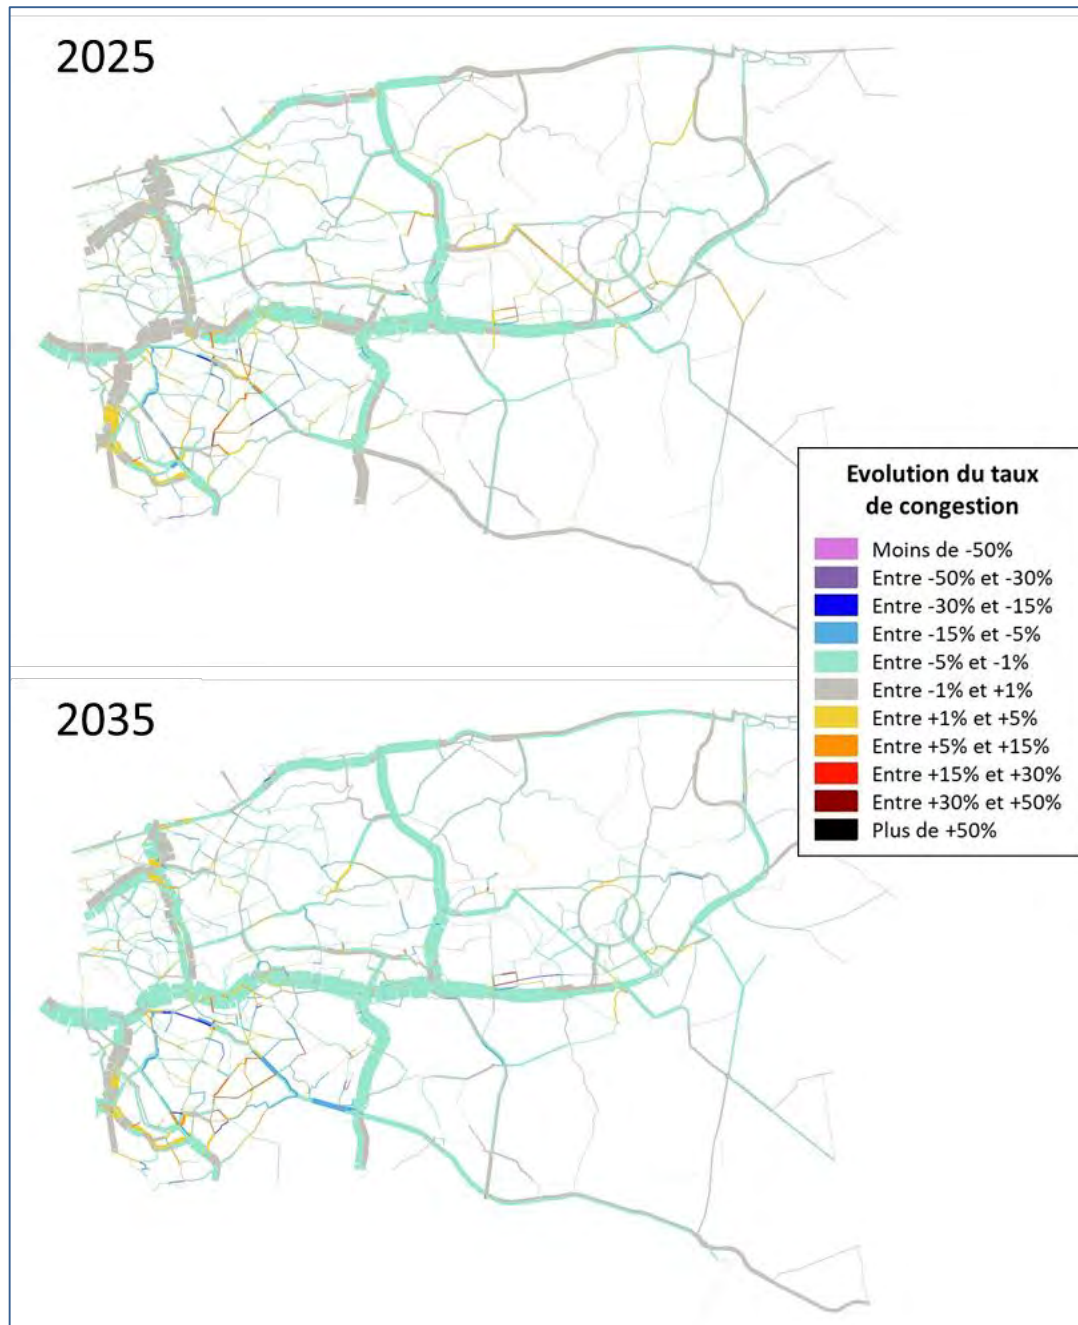 2025
Evolution du taux
de congestion
Moins de -50%
Entre -50% et -30%
Entre -30% et -15%
Entre -15% et -5%
Entre -5% et -1%
Entre -1% et +1%
Entre +1% et +5%
Entre +5% et +15%
Entre +15% et +30%
Entre +30% et +50%
Plus de +50%
2035